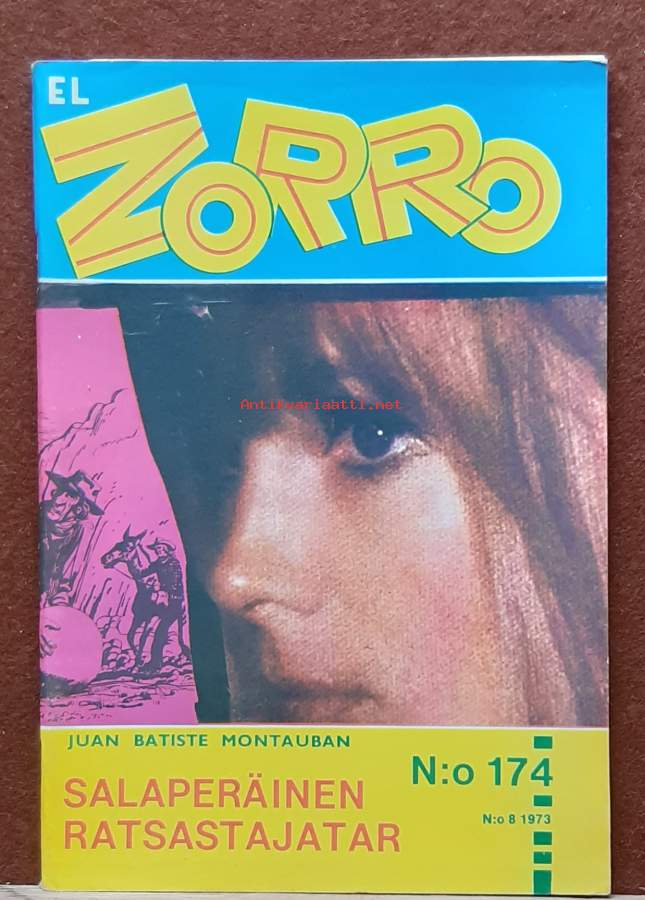 EL
ZORRO
Antikvariaatti.net
JUAN BATISTE MONTAUBAN
N:o 174
SALAPERÄINEN
RATSASTAJATAR
N:o 8 1973